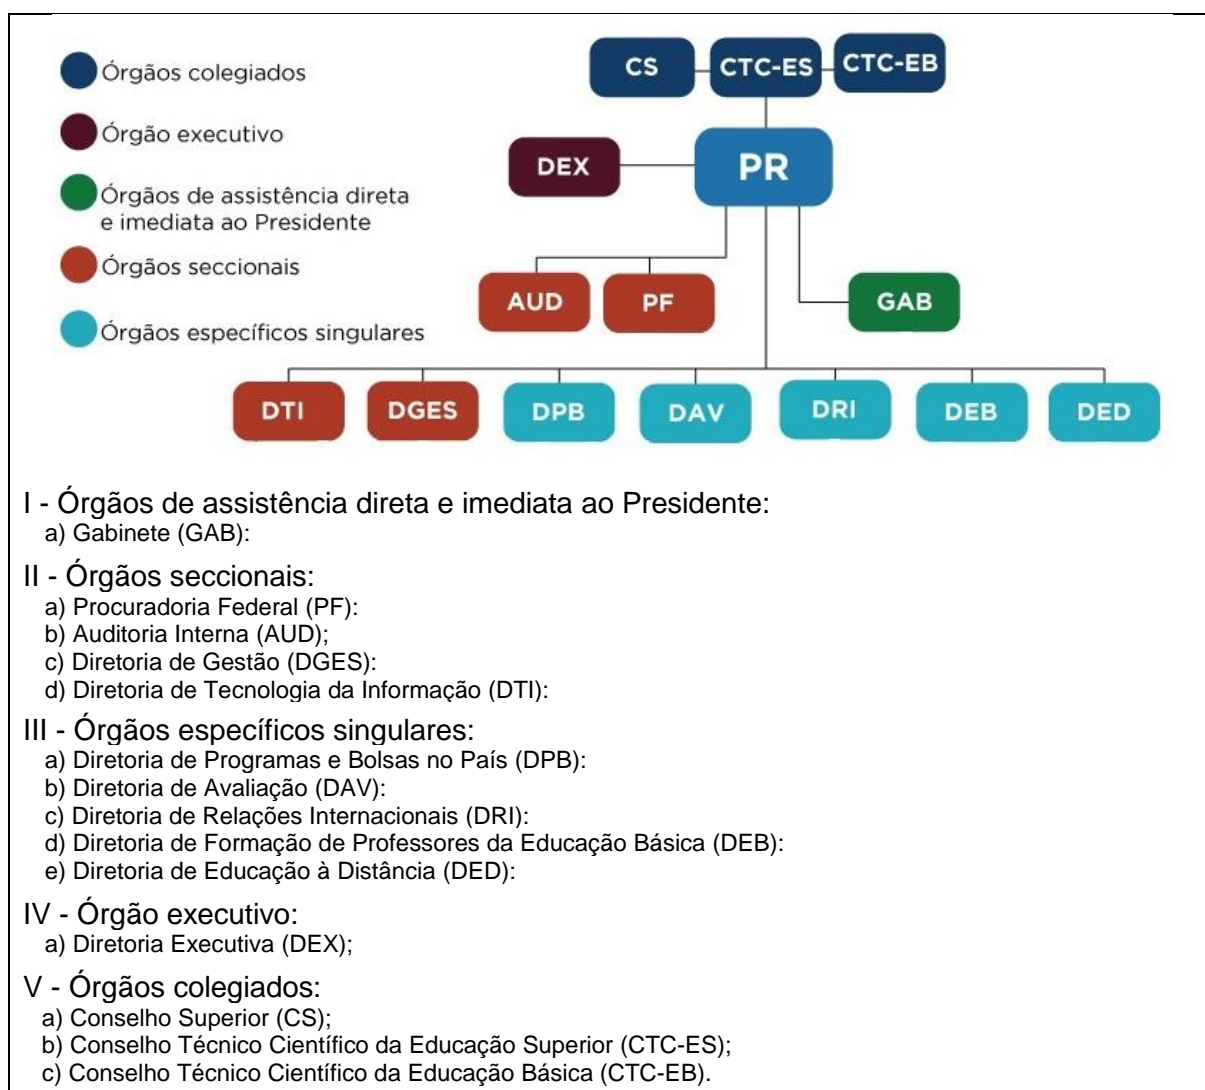 Órgãos colegiados
Órgão executivo
Órgãos de assistência direta
e imediata ao Presidente
Órgãos seccionais
Órgãos específicos singulares
CS
CTC-ES
CTC-EB
DEX
PR
AUD
PF
GAB
DTI
DGES
DPB
DAV
DRI
DEB
DED
I - Órgãos de assistência direta e imediata ao Presidente:
a) Gabinete (GAB):
II - Órgãos seccionais:
a) Procuradoria Federal (PF):
b) Auditoria Interna (AUD);
c) Diretoria de Gestão (DGES):
d) Diretoria de Tecnologia da Informação (DTI):
III - Órgãos específicos singulares:
a) Diretoria de Programas e Bolsas no País (DPB):
b) Diretoria de Avaliação (DAV):
c) Diretoria de Relações Internacionais (DRI):
d) Diretoria de Formação de Professores da Educação Básica (DEB):
e) Diretoria de Educação à Distância (DED):
IV - Órgão executivo:
a) Diretoria Executiva (DEX);
V - Órgãos colegiados:
a) Conselho Superior (CS);
b) Conselho Técnico Científico da Educação Superior (CTC-ES);
c) Conselho Técnico Científico da Educação Básica (CTC-EB).